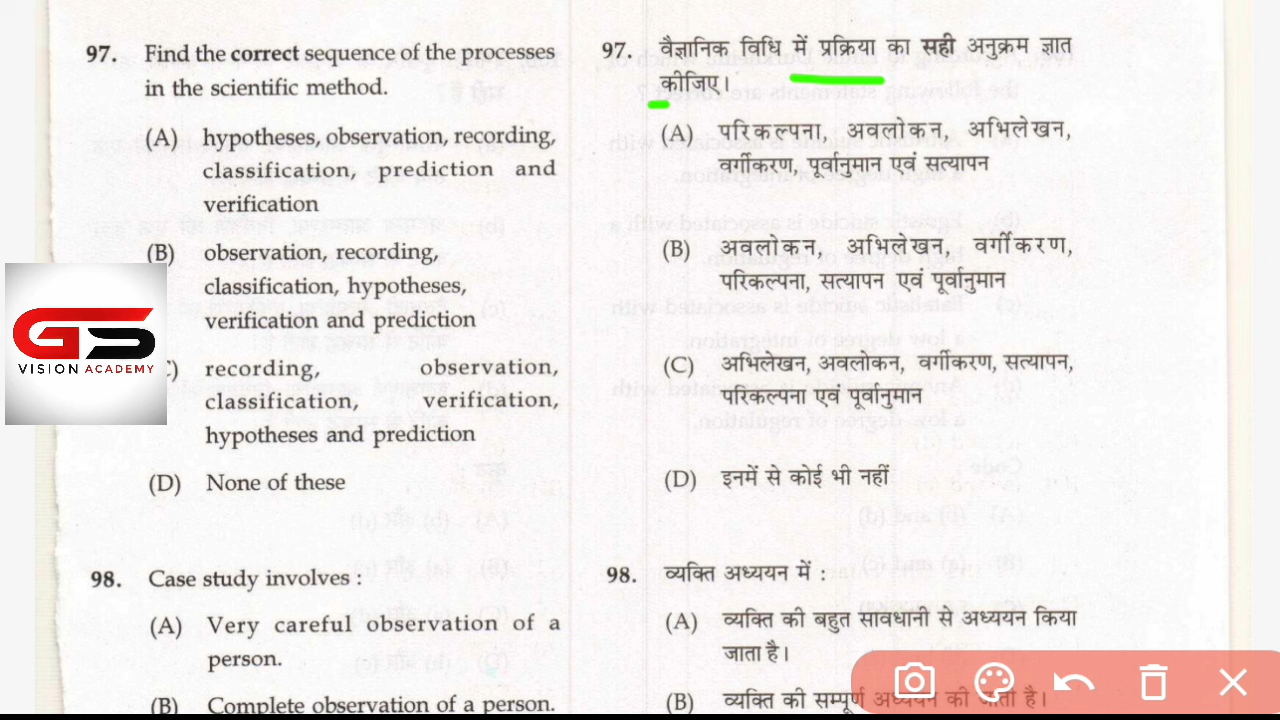 97. Find the correct sequence of the processes
in the scientific method.
(A) hypotheses, observation, recording,
classification, prediction and
verification
(B) observation, recording,
classification, hypotheses,
verification and prediction
C) recording, observation,
classification, verification,
hypotheses and prediction
(D) None of these
98. Case study involves :
(A) Very careful observation of a
person.
(B) Complete observation of a person.
97. वैज्ञानिक विधि में प्रक्रिया का सही अनुक्रम ज्ञात
कीजिए।
(A) परिकल्पना, अवलोकन, अभिलेखन,
वर्गीकरण, पूर्वानुमान एवं सत्यापन
(B) अवलोकन, अभिलेखन, वर्गीकरण,
परिकल्पना, सत्यापन एवं पूर्वानुमान
(C) अभिलेखन, अवलोकन, वर्गीकरण, सत्यापन,
परिकल्पना एवं पूर्वानुमान
(D) इनमें से कोई भी नहीं
98. व्यक्ति अध्ययन में :
(A) व्यक्ति की बहुत सावधानी से अध्ययन किया
जाता है।
(B) व्यक्ति की सम्पूर्ण अध्ययन की जाता है।
GS
VISION ACADEMY